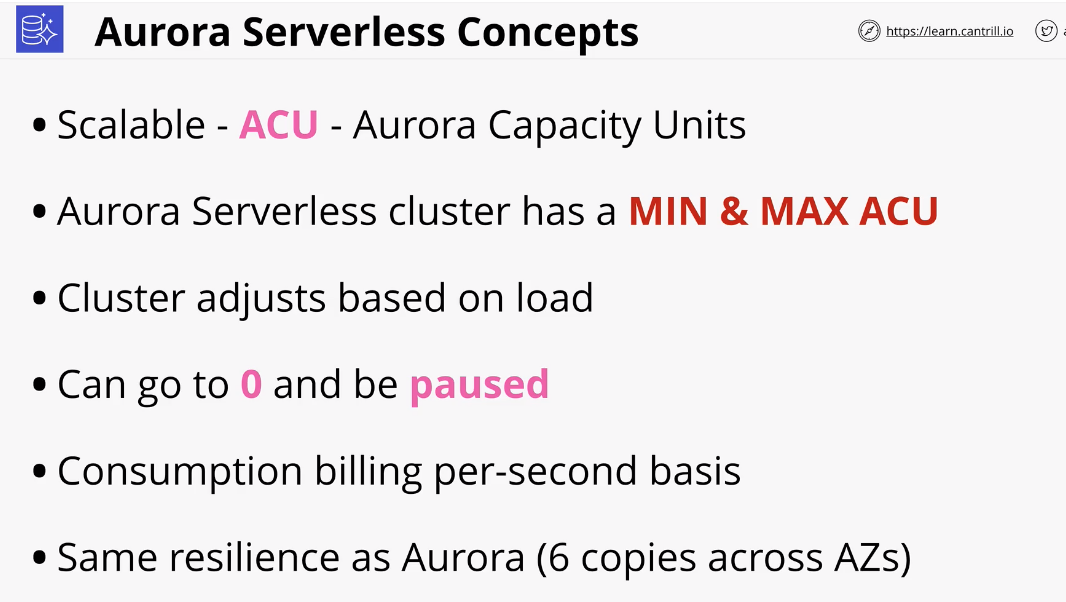 Aurora Serverless Concepts
https://learn.cantrill.io
• Scalable - ACU - Aurora Capacity Units
• Aurora Serverless cluster has a MIN & MAX ACU
• Cluster adjusts based on load
• Can go to 0 and be paused
• Consumption billing per-second basis
• Same resilience as Aurora (6 copies across AZs)